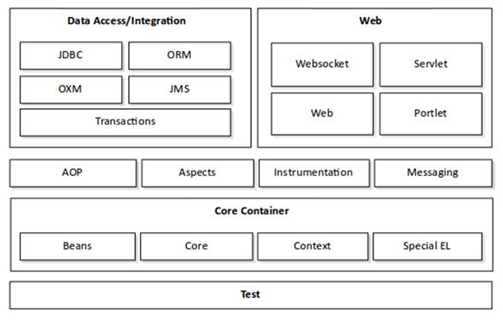 Data Access/Integration
JDBC
ORM
OXM
JMS
Transactions
Web
Websocket
Servlet
Web
Portlet
AOP
Aspects
Instrumentation
Messaging
Core Container
Beans
Core
Context
Special EL
Test